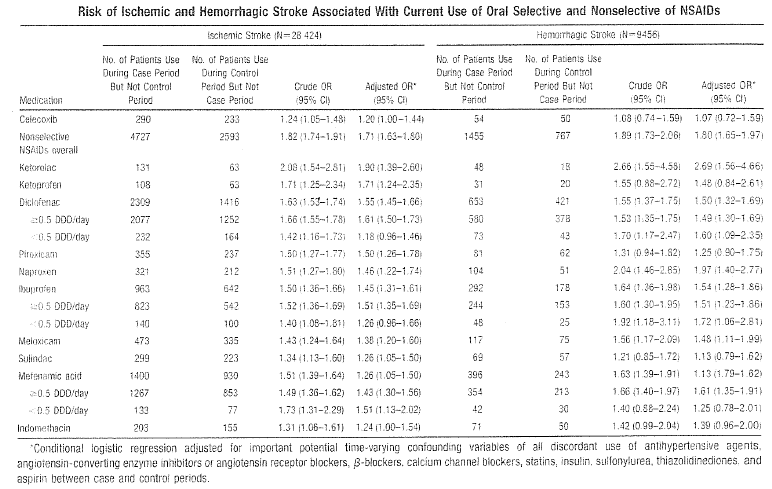 Risk of Ischemic and Hemorrhagic Stroke Associated With Current Use of Oral Selective and Nonselective of NSAIDs
Ischemic Stroke (N=28 424) Hemorrhagic Stroke (N=9456)
No. of Patients Use No. of Patients Use No. of Patients Use No. of Patients Use
During Case Period During Control During Case Period During Control
But Not Control Period But Not Crude OR Adjusted OR* But Not Control Period But Not Crude OR Adjusted OR*
Medication Period Case Period (95% CI) (95% CI) Period Case Period (95% CI) (95% CI)
Celecoxib 290 233 1.24 (1.05–1.48) 1.20 (1.00–1.44) 54 50 1.08 (0.74–1.59) 1.07 (0.72–1.59)
Nonselective 4727 2593 1.82 (1.74–1.91) 1.71 (1.63–1.80) 1455 767 1.89 (1.73–2.06) 1.80 (1.65–1.97)
NSAIDs overall
Ketorolac 131 63 2.08 (1.54–2.81) 1.90 (1.39–2.60) 48 18 2.66 (1.55–4.58) 2.69 (1.56–4.66)
Ketoprofen 108 63 1.71 (1.25–2.34) 1.71 (1.24–2.35) 31 20 1.55 (0.88–2.72) 1.48 (0.84–2.61)
Diclofenac 2309 1416 1.63 (1.53–1.74) 1.55 (1.45–1.66) 653 421 1.55 (1.37–1.75) 1.50 (1.32–1.69)
≥0.5 DDD/day 2077 1252 1.66 (1.55–1.78) 1.61 (1.50–1.73) 580 378 1.53 (1.35–1.75) 1.49 (1.30–1.69)
<0.5 DDD/day 232 164 1.42 (1.16–1.73) 1.18 (0.96–1.46) 73 43 1.70 (1.17–2.47) 1.60 (1.09–2.35)
Piroxicam 355 237 1.50 (1.27–1.77) 1.50 (1.26–1.78) 81 62 1.31 (0.94–1.82) 1.25 (0.90–1.75)
Naproxen 321 212 1.51 (1.27–1.80) 1.46 (1.22–1.74) 104 51 2.04 (1.46–2.85) 1.97 (1.40–2.77)
Ibuprofen 963 642 1.50 (1.36–1.66) 1.45 (1.31–1.61) 292 178 1.64 (1.36–1.98) 1.54 (1.28–1.86)
≥0.5 DDD/day 823 542 1.52 (1.36–1.69) 1.51 (1.35–1.69) 244 153 1.60 (1.30–1.95) 1.51 (1.23–1.86)
<0.5 DDD/day 140 100 1.40 (1.08–1.81) 1.26 (0.96–1.66) 48 25 1.92 (1.18–3.11) 1.72 (1.06–2.81)
Meloxicam 473 335 1.43 (1.24–1.64) 1.38 (1.20–1.60) 117 75 1.56 (1.17–2.09) 1.48 (1.11–1.99)
Sulindac 299 223 1.34 (1.13–1.60) 1.26 (1.05–1.50) 69 57 1.21 (0.85–1.72) 1.13 (0.79–1.62)
Mefenamic acid 1400 930 1.51 (1.39–1.64) 1.26 (1.05–1.50) 396 243 1.63 (1.39–1.91) 1.13 (0.79–1.62)
≥0.5 DDD/day 1267 853 1.49 (1.36–1.62) 1.43 (1.30–1.56) 354 213 1.66 (1.40–1.97) 1.61 (1.35–1.91)
<0.5 DDD/day 133 77 1.73 (1.31–2.29) 1.51 (1.13–2.02) 42 30 1.40 (0.88–2.24) 1.25 (0.78–2.01)
Indomethacin 203 155 1.31 (1.06–1.61) 1.24 (1.00–1.54) 71 50 1.42 (0.99–2.04) 1.39 (0.96–2.00)
*Conditional logistic regression adjusted for important potential time-varying confounding variables of all discordant use of antihypertensive agents,
angiotensin-converting enzyme inhibitors or angiotensin receptor blockers, β-blockers, calcium channel blockers, statins, insulin, sulfonylurea, thiazolidinediones, and
aspirin between case and control periods.